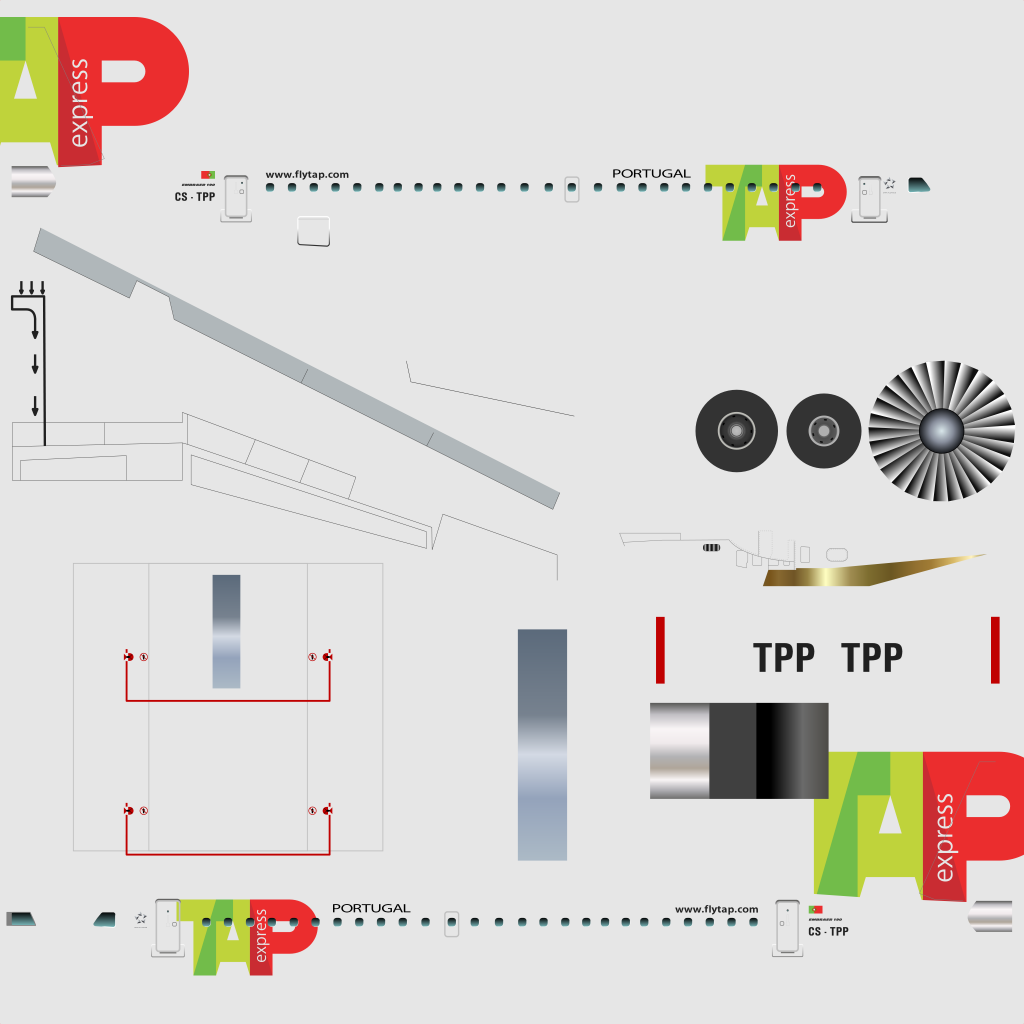 AP
express
www.flytap.com
PORTUGAL
TAP
express
EMBRAER 190
CS - TPP
TPP TPP
TAP
express
TAP
express
PORTUGAL
www.flytap.com
EMBRAER 190
CS - TPP